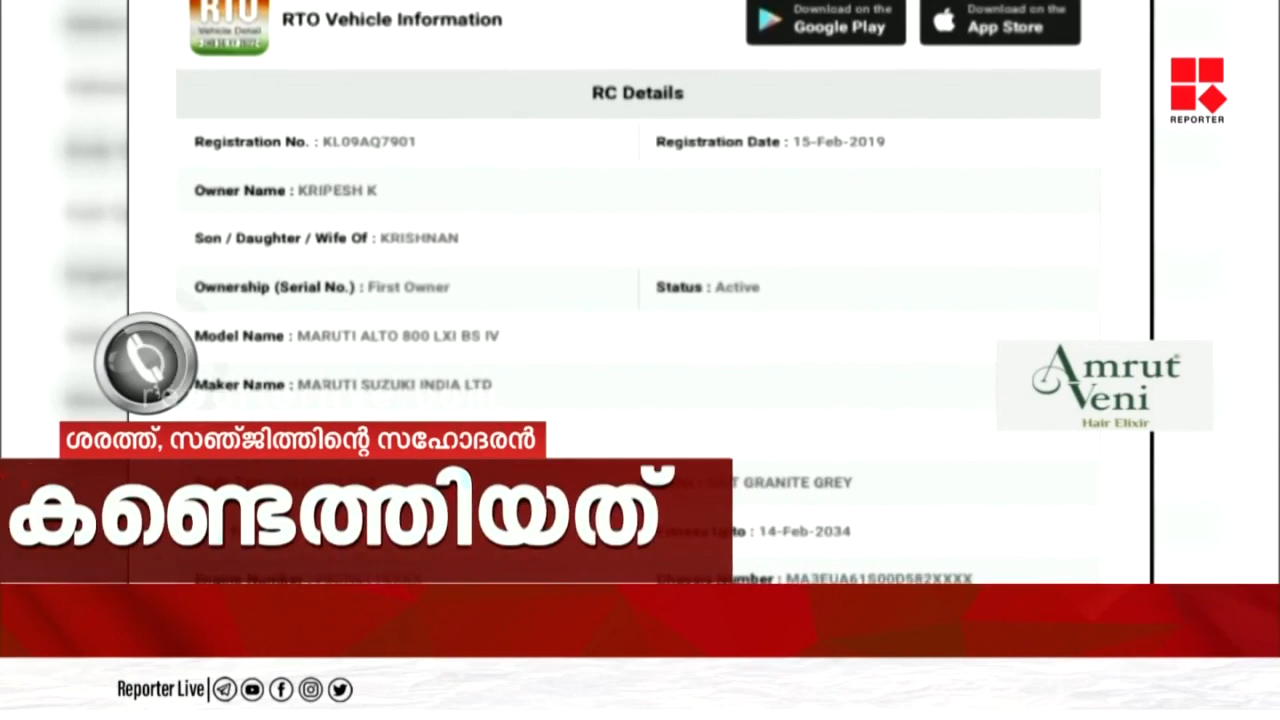 RTO
Vehicle Detail
RTO Vehicle Information
Download on the
Google Play
Download on the
App Store
REPORTER
RC Details
Registration No. : KL09AQ7901
Registration Date : 15-Feb-2019
Owner Name : KRIPESH K
Son / Daughter / Wife Of : KRISHNAN
Ownership (Serial No.) : First Owner
Status : Active
Model Name : MARUTI ALTO 800 LXI BS IV
Maker Name : MARUTI SUZUKI INDIA LTD
Amrut
Veni
Hair Elixir
ശരത്ത്, സഞ്ജിത്തിന്റെ സഹോദരൻ
കണ്ടെത്തിയത്
GRANITE GREY
: 14-Feb-2034
Number : MA3EUA61S00D582XXXX
Reporter Live